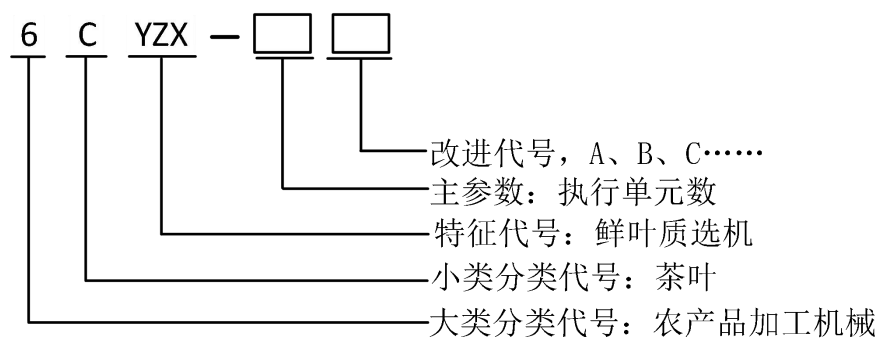 6 C YZX — □ □
改进代号，A、B、C……
主参数：执行单元数
特征代号：鲜叶质选机
小类分类代号：茶叶
大类分类代号：农产品加工机械